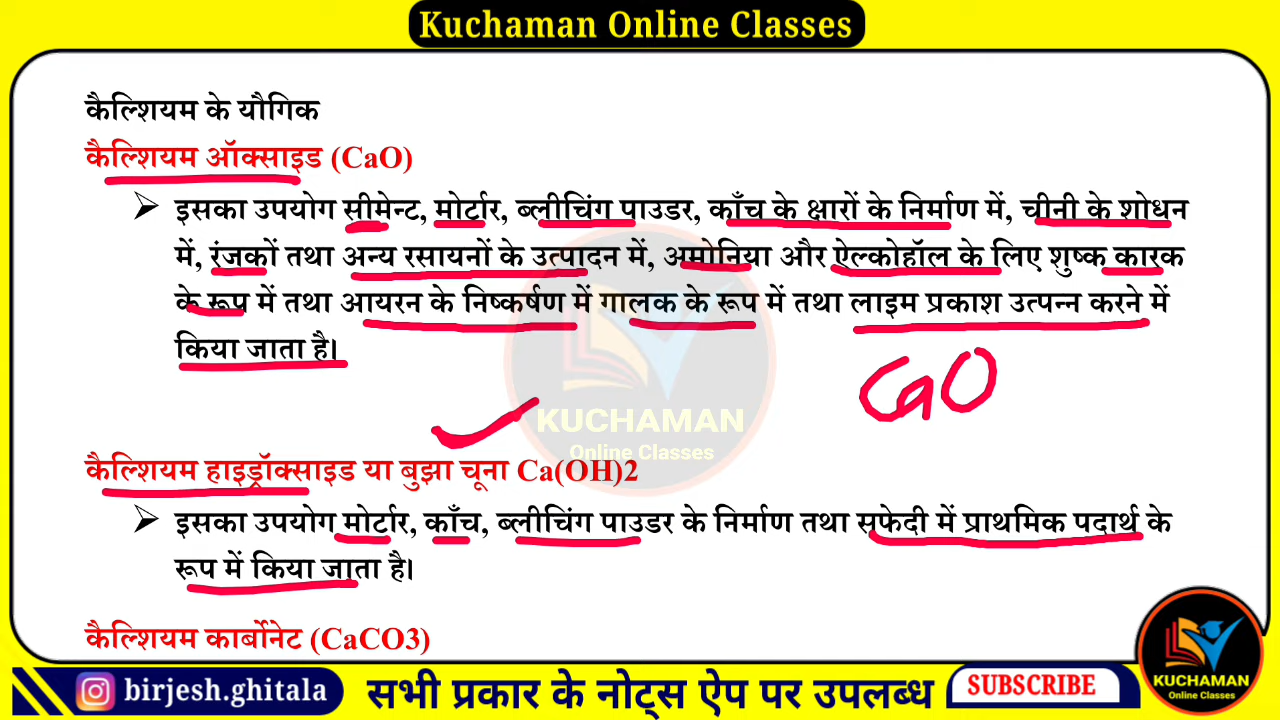 Kuchaman Online Classes
कैल्शियम के यौगिक
कैल्शियम ऑक्साइड (CaO)
➤ इसका उपयोग सीमेन्ट, मोर्टार, ब्लीचिंग पाउडर, काँच के क्षारों के निर्माण में, चीनी के शोधन
में, रंजकों तथा अन्य रसायनों के उत्पादन में, अमोनिया और ऐल्कोहॉल के लिए शुष्क कारक
के रूप में तथा आयरन के निष्कर्षण में गालक के रूप में तथा लाइम प्रकाश उत्पन्न करने में
किया जाता है।
CaO
KUCHAMAN
Online Classes
कैल्शियम हाइड्रॉक्साइड या बुझा चूना Ca(OH)2
➤ इसका उपयोग मोर्टार, काँच, ब्लीचिंग पाउडर के निर्माण तथा सफेदी में प्राथमिक पदार्थ के
रूप में किया जाता है।
कैल्शियम कार्बोनेट (CaCO3)
KUCHAMAN
Online Classes
birjesh.ghitala
सभी प्रकार के नोट्स ऐप पर उपलब्ध
SUBSCRIBE